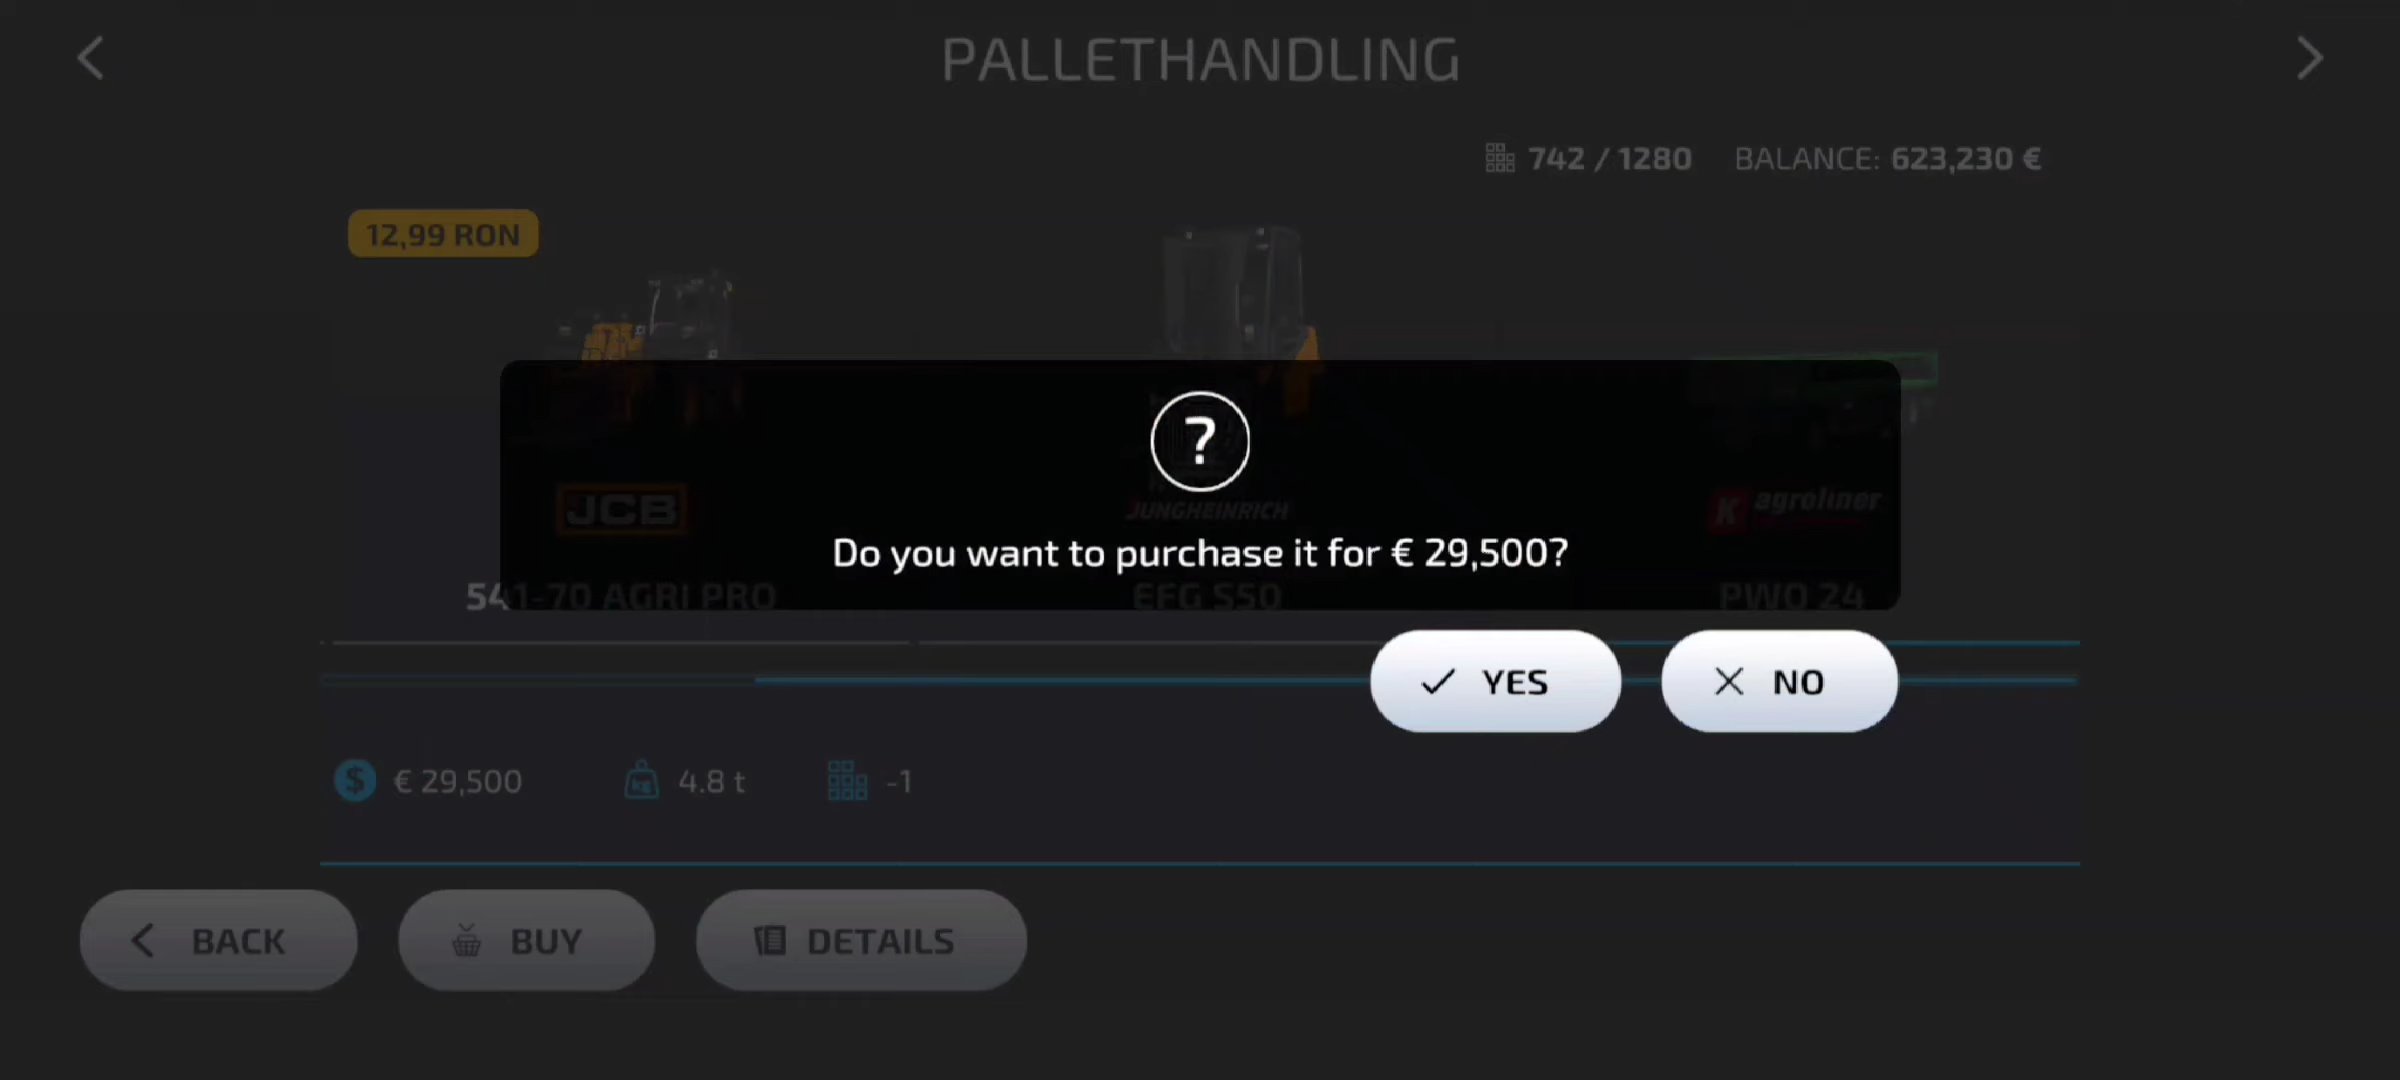 PALLETHANDLING
742 / 1280 BALANCE: 623,230 €
12,99 RON
?
JCB
JUNGHEINRICH
K agroliner
Do you want to purchase it for € 29,500?
541-70 AGRI PRO
EFG S50
PWO 24
YES
NO
$ € 29,500
kg 4.8 t
-1
BACK
BUY
DETAILS